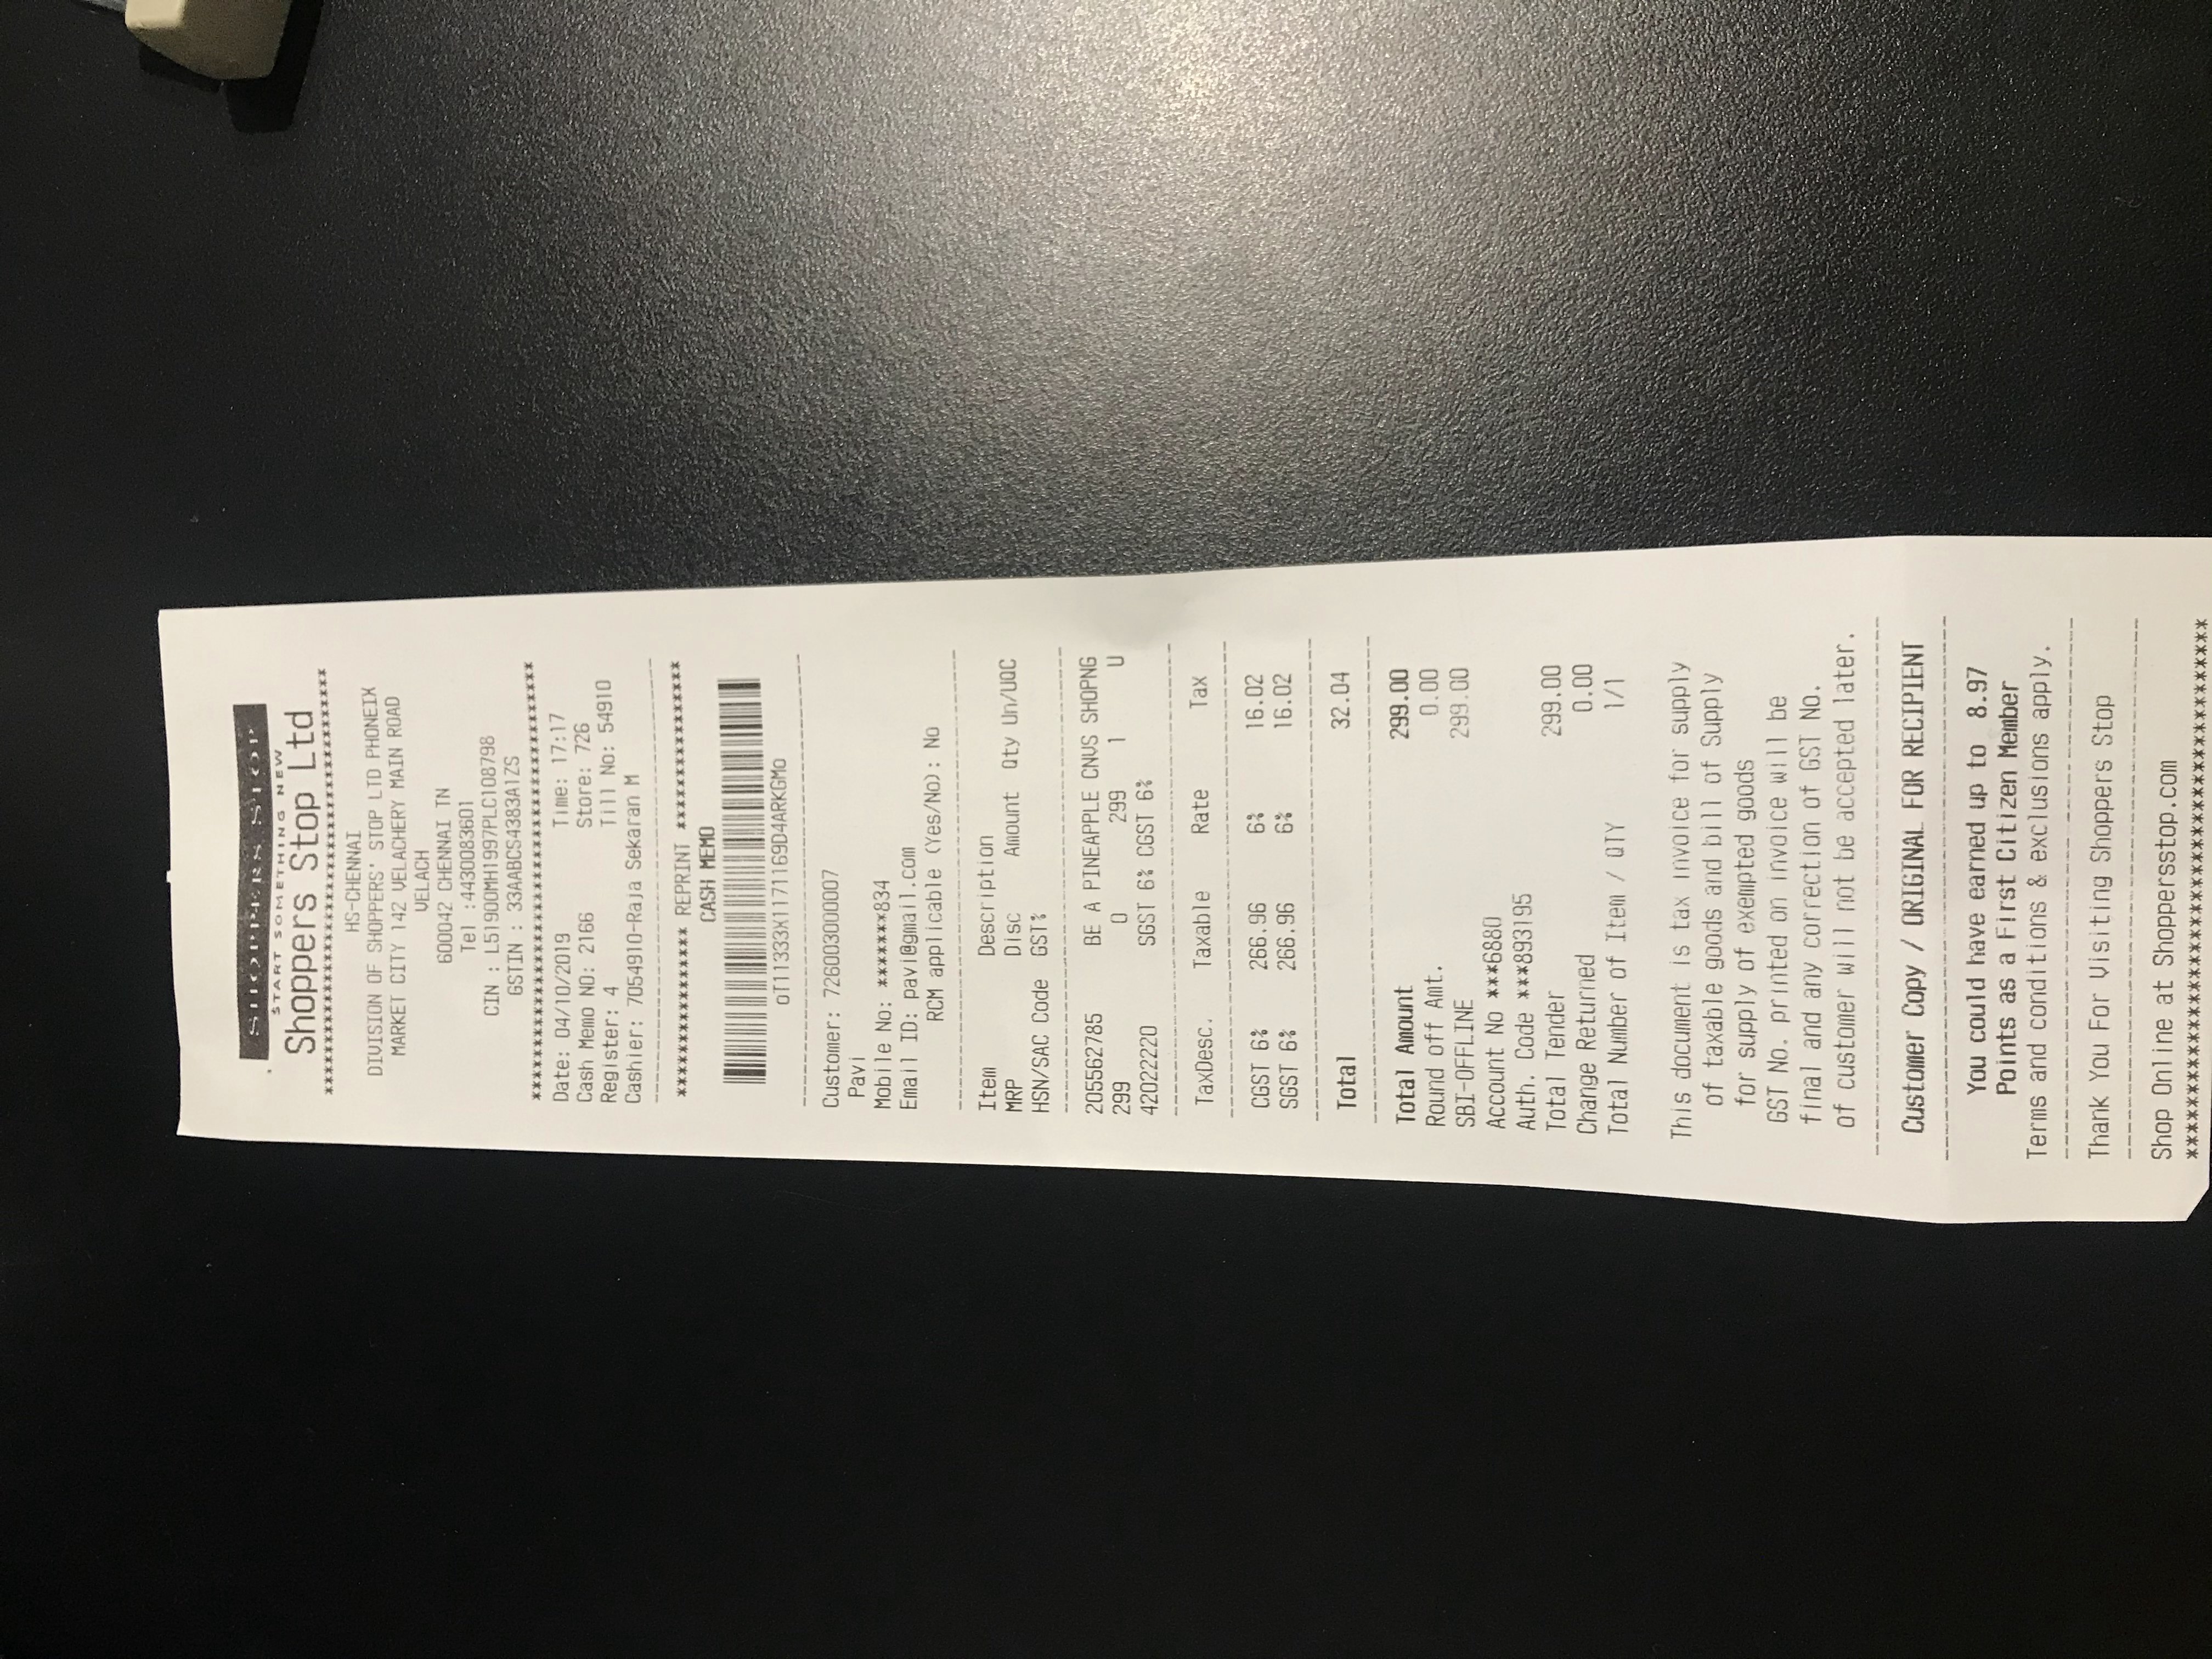 SHOPPERS STOP
START SOMETHING NEW
Shoppers Stop Ltd
*****************************************
HS-CHENNAI
DIVISION OF SHOPPERS' STOP LTD PHONEIX
MARKET CITY 142 VELACHERY MAIN ROAD
VELACH
600042 CHENNAI TN
Tel :4430083601
CIN : L51900MH1997PLC108798
GSTIN : 33AABCS4383A1ZS
******************************************
Date: 04/10/2019 Time: 17:17
Cash Memo NO: 2166 Store: 726
Register: 4 Till No: 54910
Cashier: 7054910-Raja Sekaran M
**************** REPRINT ****************
CASH MEMO
oT11333X1171169D4ARKGMo
Customer: 726003000007
Pavi
Mobile No: *******834
Email ID: pavi@gmail.com
RCM applicable (Yes/No): No
Item Description
MRP Disc Amount Qty Un/UQC
HSN/SAC Code GST%
205562785 BE A PINEAPPLE CNVS SHOPNG
299 0 299 1 U
42022220 SGST 6% CGST 6%
TaxDesc. Taxable Rate Tax
CGST 6% 266.96 6% 16.02
SGST 6% 266.96 6% 16.02
Total 32.04
Total Amount 299.00
Round off Amt. 0.00
SBI-OFFLINE 299.00
Account No ***6880
Auth. Code ***893195
Total Tender 299.00
Change Returned 0.00
Total Number of Item / QTY 1/1
This document is tax invoice for supply
of taxable goods and bill of Supply
for supply of exempted goods
GST No. printed on invoice will be
final and any correction of GST No.
of customer will not be accepted later.
Customer Copy / ORIGINAL FOR RECIPIENT
You could have earned up to 8.97
Points as a First Citizen Member
Terms and conditions & exclusions apply.
Thank You For Visiting Shoppers Stop
Shop Online at Shoppersstop.com
******************************************